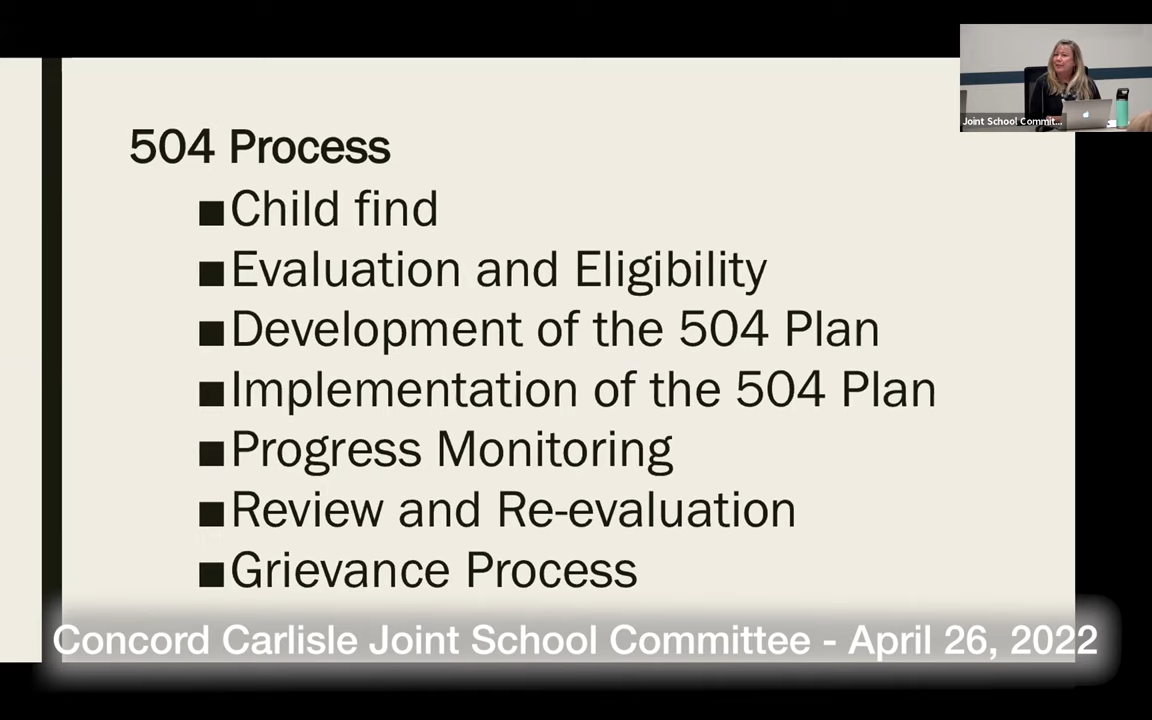 504 Process
■Child find
■Evaluation and Eligibility
■Development of the 504 Plan
■Implementation of the 504 Plan
■Progress Monitoring
■Review and Re-evaluation
■Grievance Process
Joint School Commit...
Concord Carlisle Joint School Committee - April 26, 2022